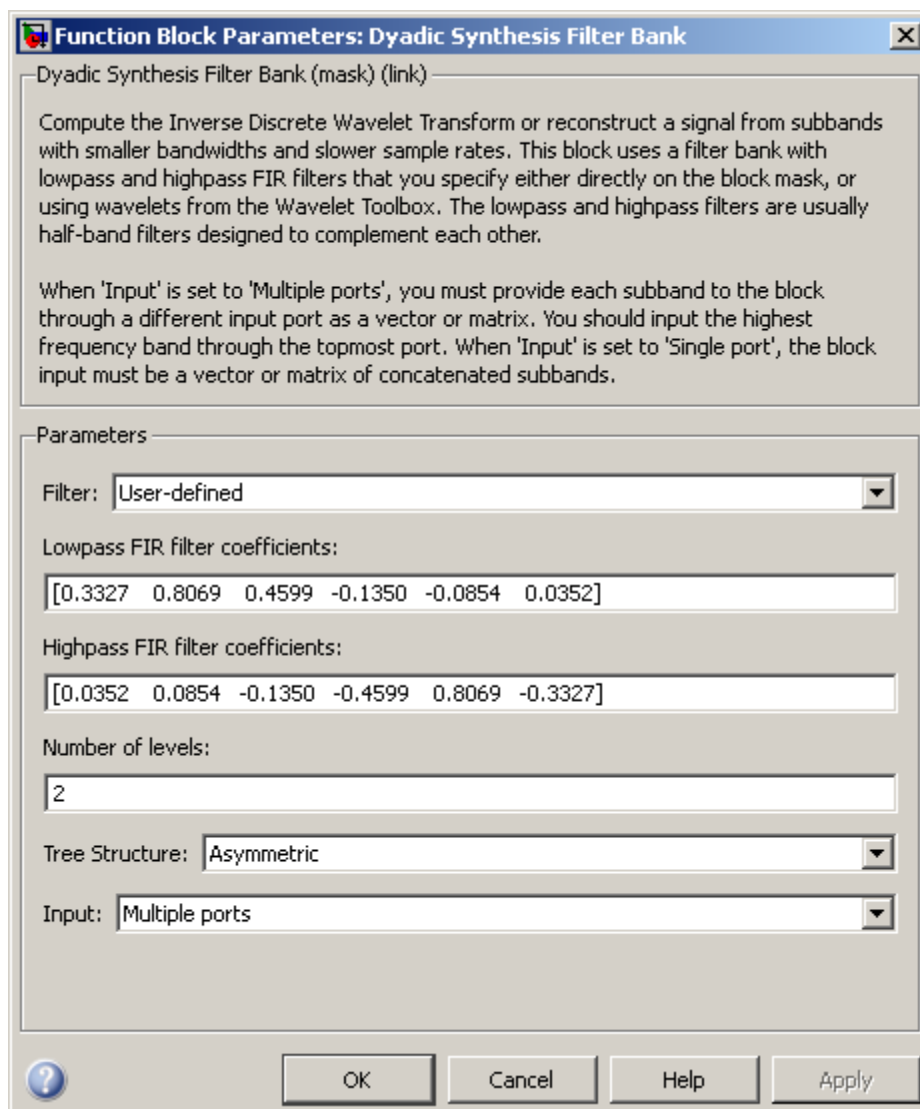 Function Block Parameters: Dyadic Synthesis Filter Bank
Dyadic Synthesis Filter Bank (mask) (link)
Compute the Inverse Discrete Wavelet Transform or reconstruct a signal from subbands
with smaller bandwidths and slower sample rates. This block uses a filter bank with
lowpass and highpass FIR filters that you specify either directly on the block mask, or
using wavelets from the Wavelet Toolbox. The lowpass and highpass filters are usually
half-band filters designed to complement each other.
When 'Input' is set to 'Multiple ports', you must provide each subband to the block
through a different input port as a vector or matrix. You should input the highest
frequency band through the topmost port. When 'Input' is set to 'Single port', the block
input must be a vector or matrix of concatenated subbands.
Parameters
Filter: User-defined
Lowpass FIR filter coefficients:
[0.3327 0.8069 0.4599 -0.1350 -0.0854 0.0352]
Highpass FIR filter coefficients:
[0.0352 0.0854 -0.1350 -0.4599 0.8069 -0.3327]
Number of levels:
2
Tree Structure: Asymmetric
Input: Multiple ports
? OK Cancel Help Apply